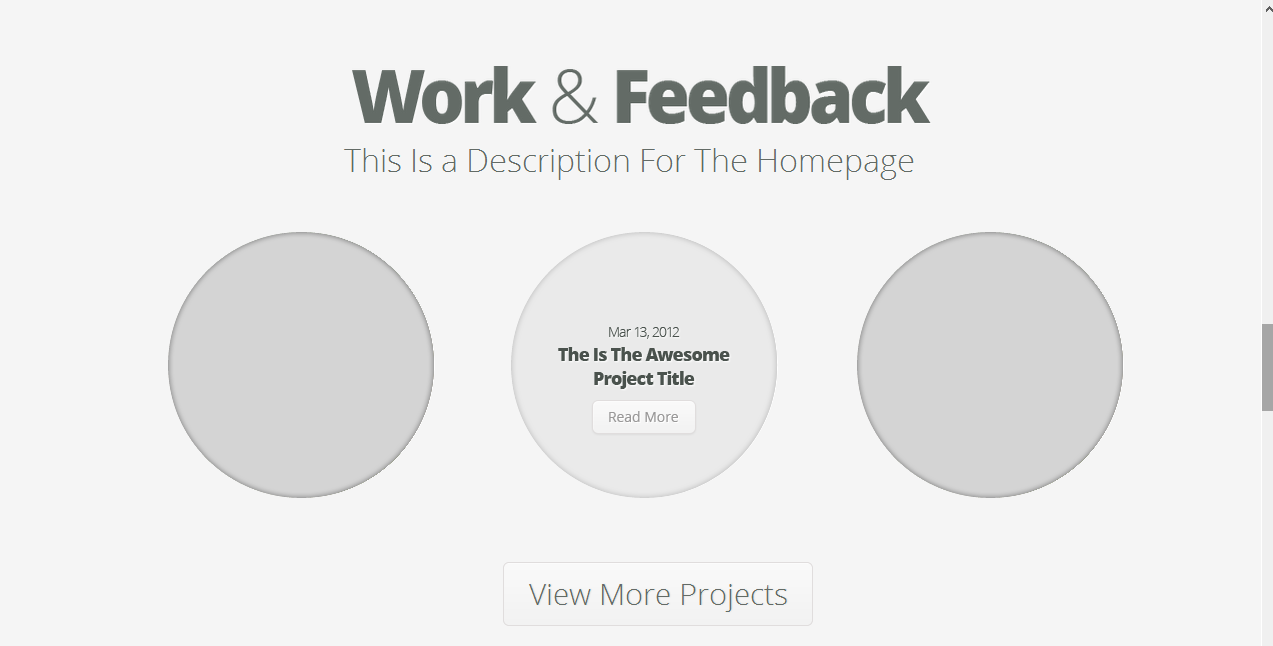 Work & Feedback
This Is a Description For The Homepage
Mar 13, 2012
The Is The Awesome
Project Title
Read More
View More Projects